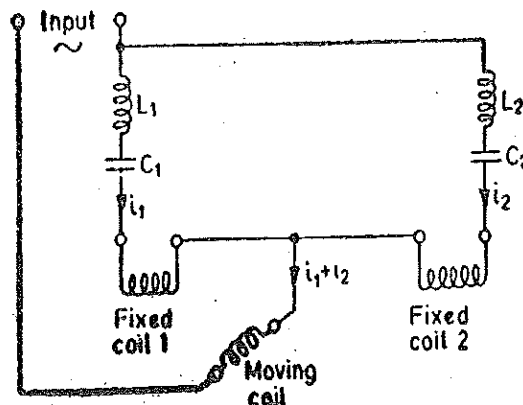 Input
~
L₁
C₁
i₁
L₂
C₂
i₂
i₁+i₂
Fixed
coil 1
Moving
coil
Fixed
coil 2